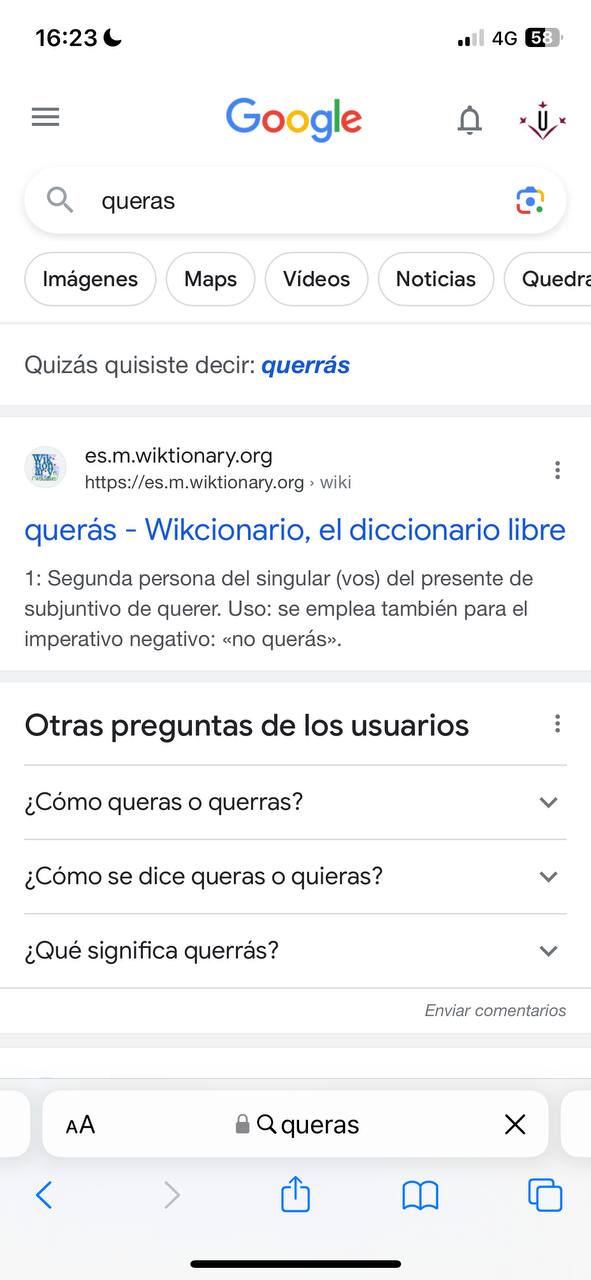 16:23
4G 58
Google
U
queras
Imágenes Maps Vídeos Noticias Quedra
Quizás quisiste decir: querrás
es.m.wiktionary.org
https://es.m.wiktionary.org › wiki
querás - Wikcionario, el diccionario libre
1: Segunda persona del singular (vos) del presente de
subjuntivo de querer. Uso: se emplea también para el
imperativo negativo: «no querás».
Otras preguntas de los usuarios
¿Cómo queras o querras?
¿Cómo se dice queras o quieras?
¿Qué significa querrás?
Enviar comentarios
AA queras